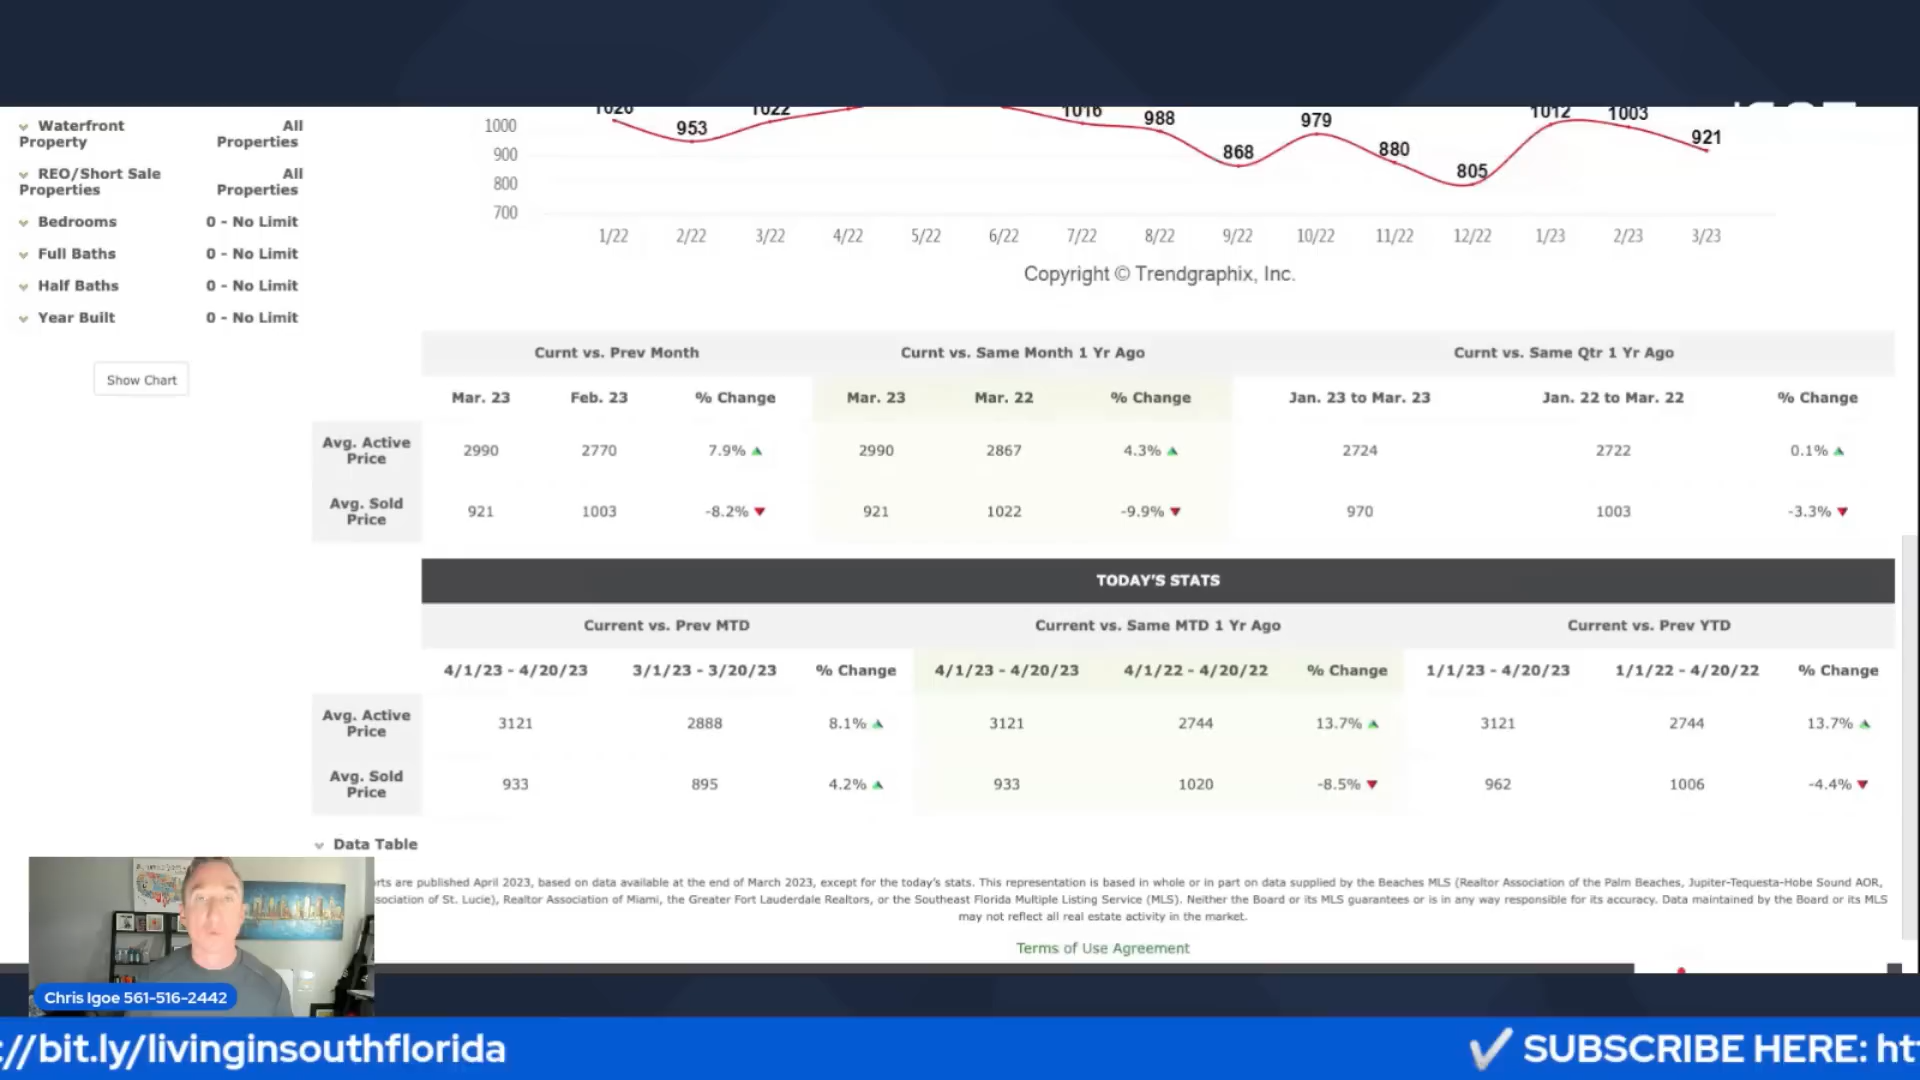 Waterfront Property All Properties
REO/Short Sale Properties All Properties
Bedrooms 0 - No Limit
Full Baths 0 - No Limit
Half Baths 0 - No Limit
Year Built 0 - No Limit
Show Chart
1000
900
800
700
953
1022
1016
988
868
979
880
805
1012
1003
921
1/22 2/22 3/22 4/22 5/22 6/22 7/22 8/22 9/22 10/22 11/22 12/22 1/23 2/23 3/23
Copyright © Trendgraphix, Inc.
Curnt vs. Prev Month Curnt vs. Same Month 1 Yr Ago Curnt vs. Same Qtr 1 Yr Ago
Mar. 23 Feb. 23 % Change Mar. 23 Mar. 22 % Change Jan. 23 to Mar. 23 Jan. 22 to Mar. 22 % Change
Avg. Active Price 2990 2770 7.9% 2990 2867 4.3% 2724 2722 0.1%
Avg. Sold Price 921 1003 -8.2% 921 1022 -9.9% 970 1003 -3.3%
TODAY'S STATS
Current vs. Prev MTD Current vs. Same MTD 1 Yr Ago Current vs. Prev YTD
4/1/23 - 4/20/23 3/1/23 - 3/20/23 % Change 4/1/23 - 4/20/23 4/1/22 - 4/20/22 % Change 1/1/23 - 4/20/23 1/1/22 - 4/20/22 % Change
Avg. Active Price 3121 2888 8.1% 3121 2744 13.7% 3121 2744 13.7%
Avg. Sold Price 933 895 4.2% 933 1020 -8.5% 962 1006 -4.4%
Data Table
rts are published April 2023, based on data available at the end of March 2023, except for the today's stats. This representation is based in whole or in part on data supplied by the Beaches MLS (Realtor Association of the Palm Beaches, Jupiter-Tequesta-Hobe Sound AOR,
sociation of St. Lucie), Realtor Association of Miami, the Greater Fort Lauderdale Realtors, or the Southeast Florida Multiple Listing Service (MLS). Neither the Board or its MLS guarantees or is in any way responsible for its accuracy. Data maintained by the Board or its MLS
may not reflect all real estate activity in the market.
Terms of Use Agreement
Chris Igoe 561-516-2442
://bit.ly/livinginsouthflorida
SUBSCRIBE HERE: htt